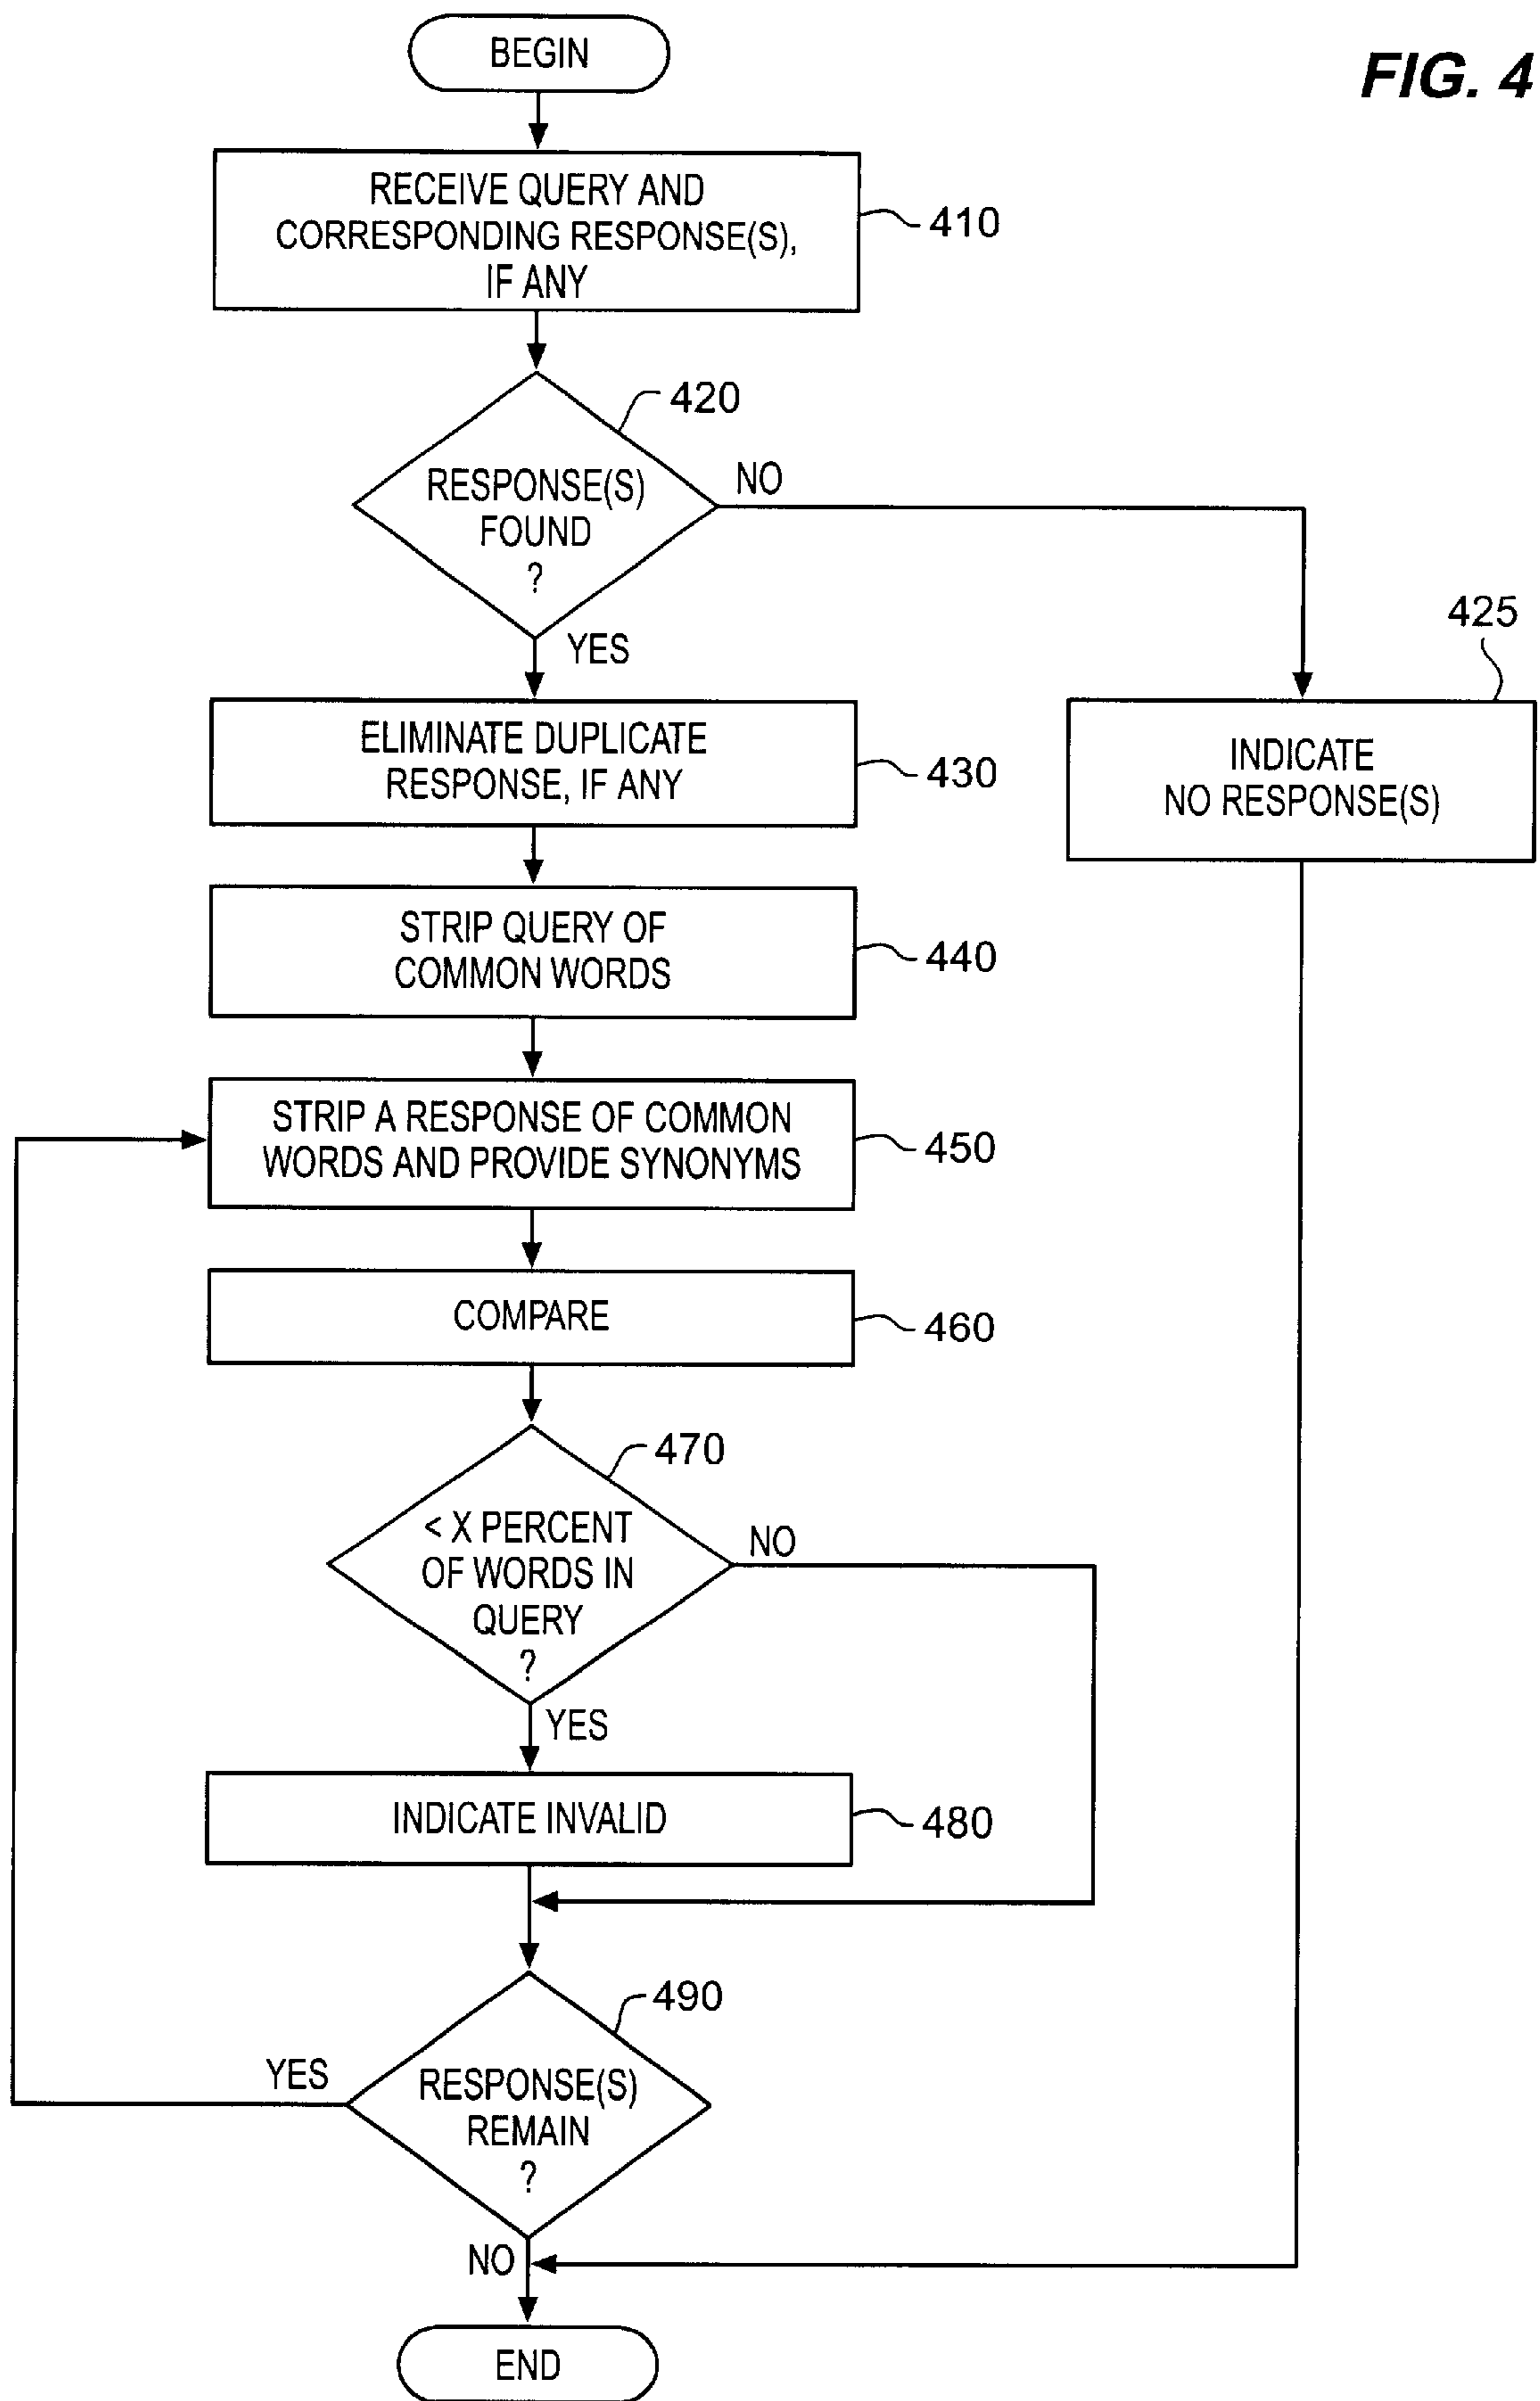 BEGIN
FIG. 4
RECEIVE QUERY AND
CORRESPONDING RESPONSE(S),
IF ANY
410
420
RESPONSE(S)
FOUND
?
NO
YES
425
ELIMINATE DUPLICATE
RESPONSE, IF ANY
430
INDICATE
NO RESPONSE(S)
STRIP QUERY OF
COMMON WORDS
440
STRIP A RESPONSE OF COMMON
WORDS AND PROVIDE SYNONYMS
450
COMPARE
460
470
< X PERCENT
OF WORDS IN
QUERY
?
NO
YES
INDICATE INVALID
480
490
YES
RESPONSE(S)
REMAIN
?
NO
END